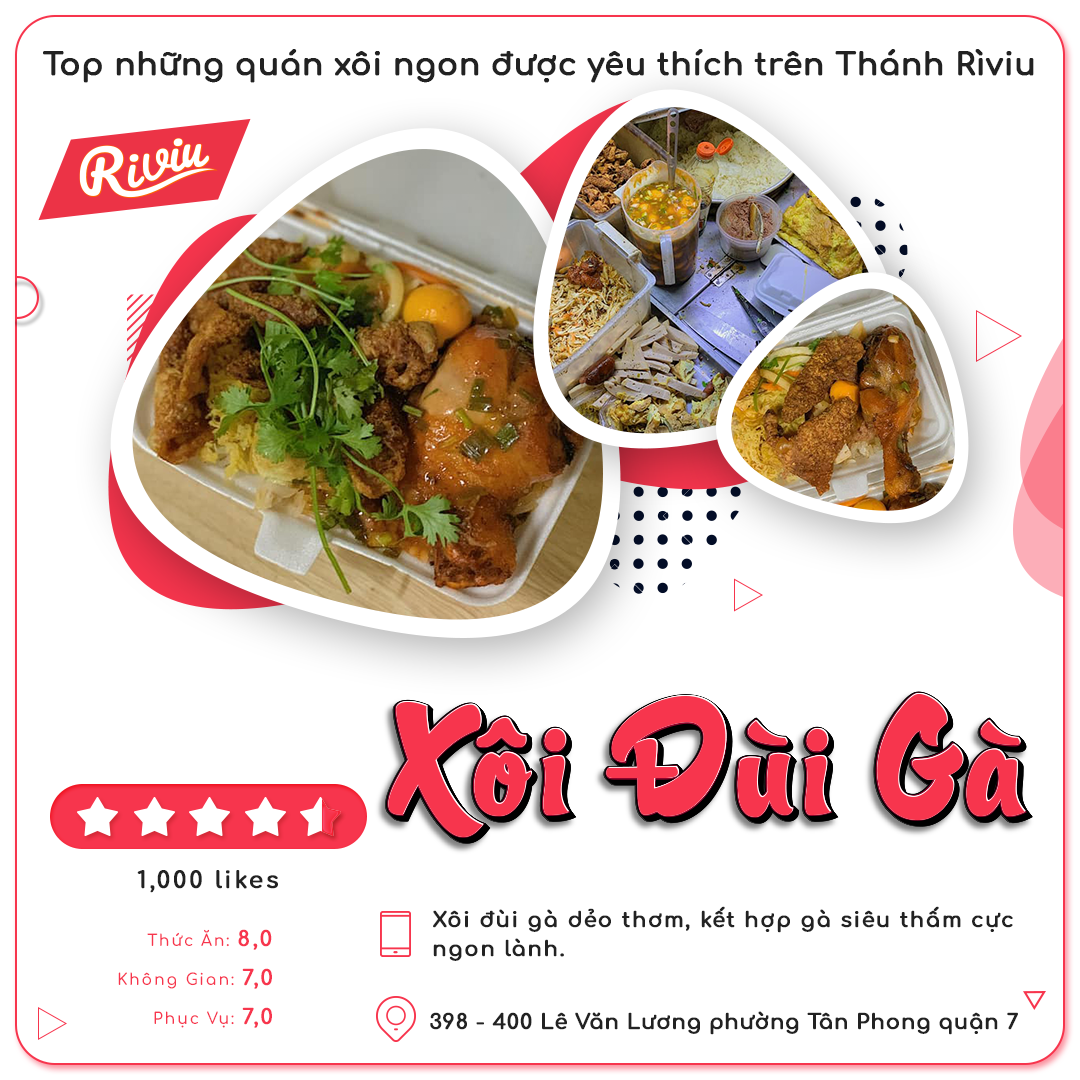 Top những quán xôi ngon được yêu thích trên Thánh Rìviu
Riviu
Xôi Đùi Gà
1,000 likes
Thức Ăn: 8,0
Không Gian: 7,0
Phục Vụ: 7,0
Xôi đùi gà dẻo thơm, kết hợp gà siêu thấm cực
ngon lành.
398 - 400 Lê Văn Lương phường Tân Phong quận 7